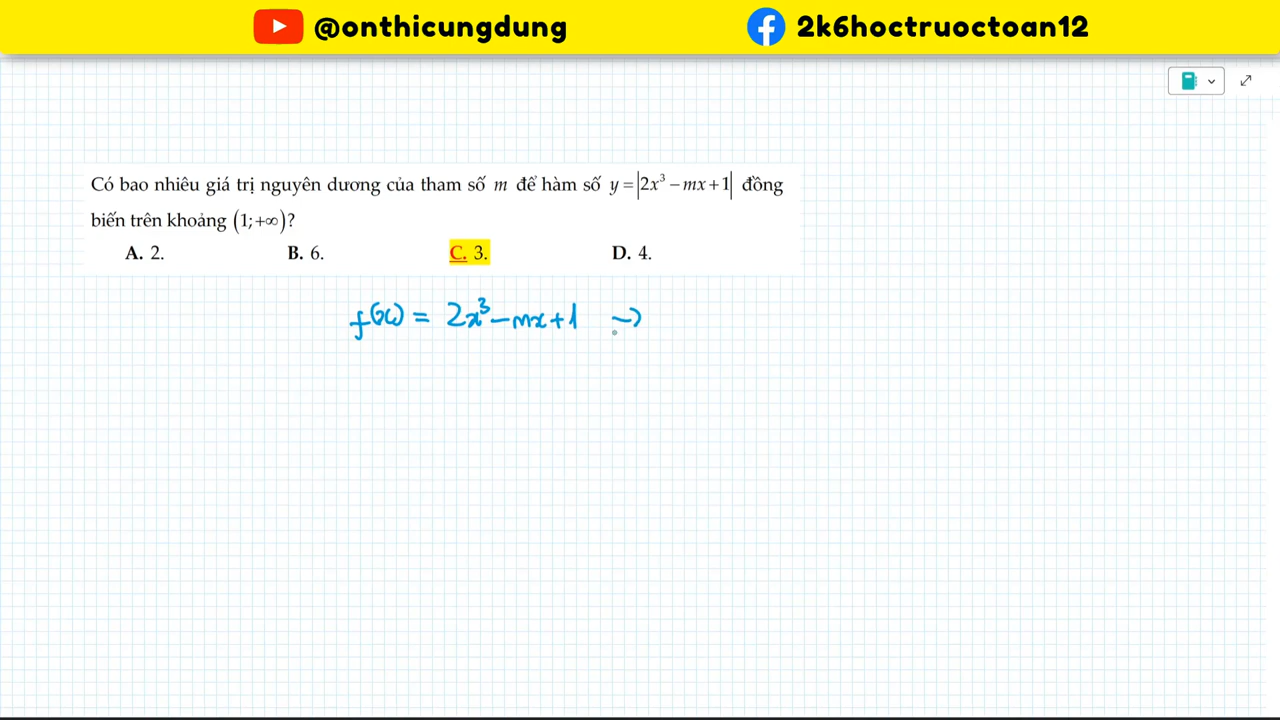 @onthicungdung 2k6hoctruoctoan12
Có bao nhiêu giá trị nguyên dương của tham số m để hàm số y = |2x³ − mx + 1| đồng
biến trên khoảng (1; +∞)?
A. 2. B. 6. C. 3. D. 4.
f(x) = 2x³ − mx + 1 →